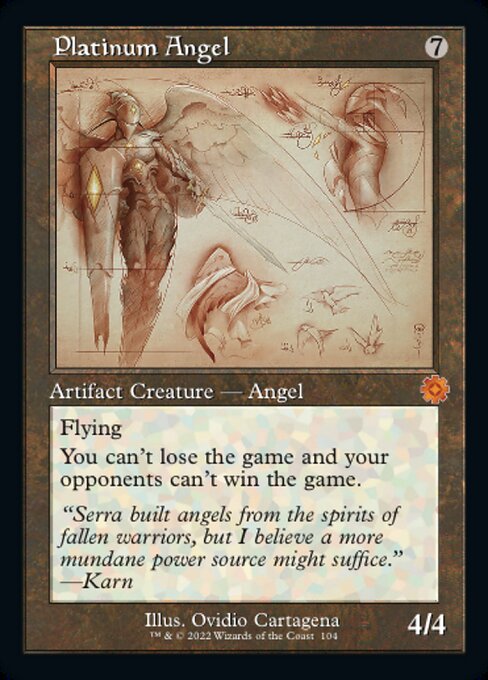 Platinum Angel 7
Artifact Creature — Angel
Flying
You can't lose the game and your
opponents can't win the game.
“Serra built angels from the spirits of
fallen warriors, but I believe a more
mundane power source might suffice.”
—Karn
Illus. Ovidio Cartagena
™ & © 2022 Wizards of the Coast 104
4/4